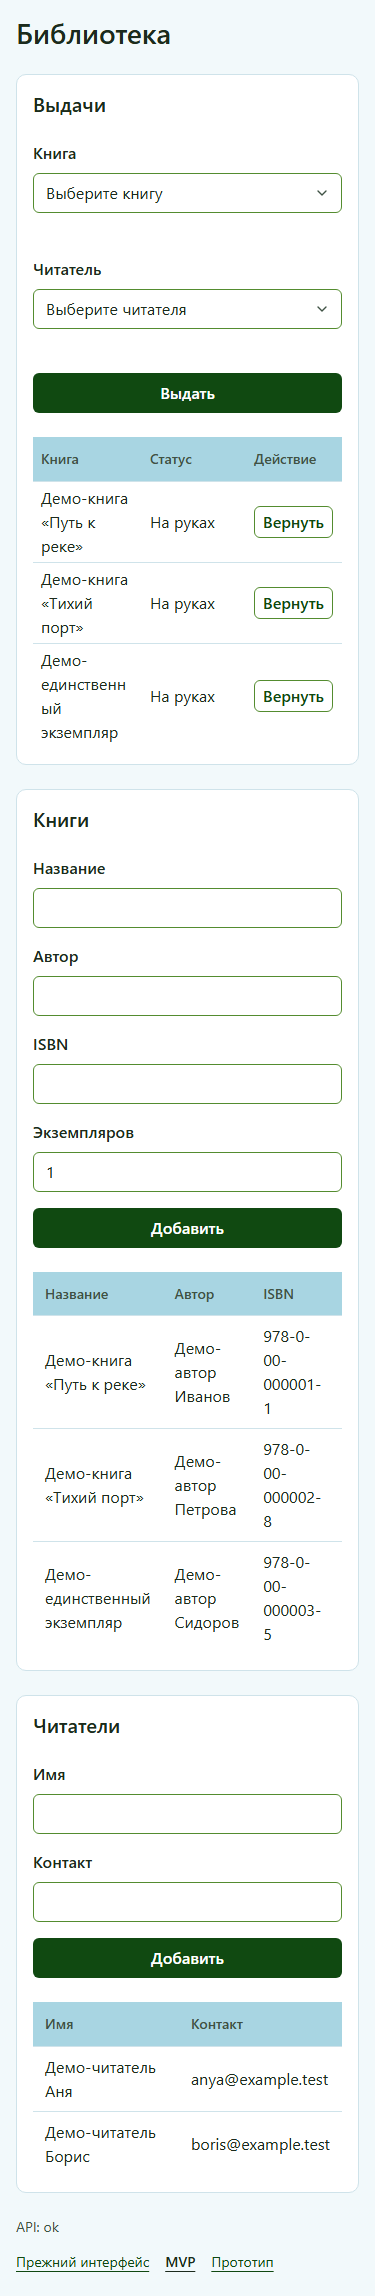 Библиотека
Выдачи
Книга
Выберите книгу
Читатель
Выберите читателя
Выдать
Книга Статус Действие
Демо-книга
«Путь к
реке»
На руках
Вернуть
Демо-книга
«Тихий
порт»
На руках
Вернуть
Демо-
единственн
ый
экземпляр
На руках
Вернуть
Книги
Название
Автор
ISBN
Экземпляров
1
Добавить
Название Автор ISBN
Демо-книга
«Путь к реке»
Демо-
автор
Иванов
978-0-
00-
000001-
1
Демо-книга
«Тихий порт»
Демо-
автор
Петрова
978-0-
00-
000002-
8
Демо-
единственный
экземпляр
Демо-
автор
Сидоров
978-0-
00-
000003-
5
Читатели
Имя
Контакт
Добавить
Имя Контакт
Демо-читатель
Аня
anya@example.test
Демо-читатель
Борис
boris@example.test
API: ok
Прежний интерфейс MVP Прототип